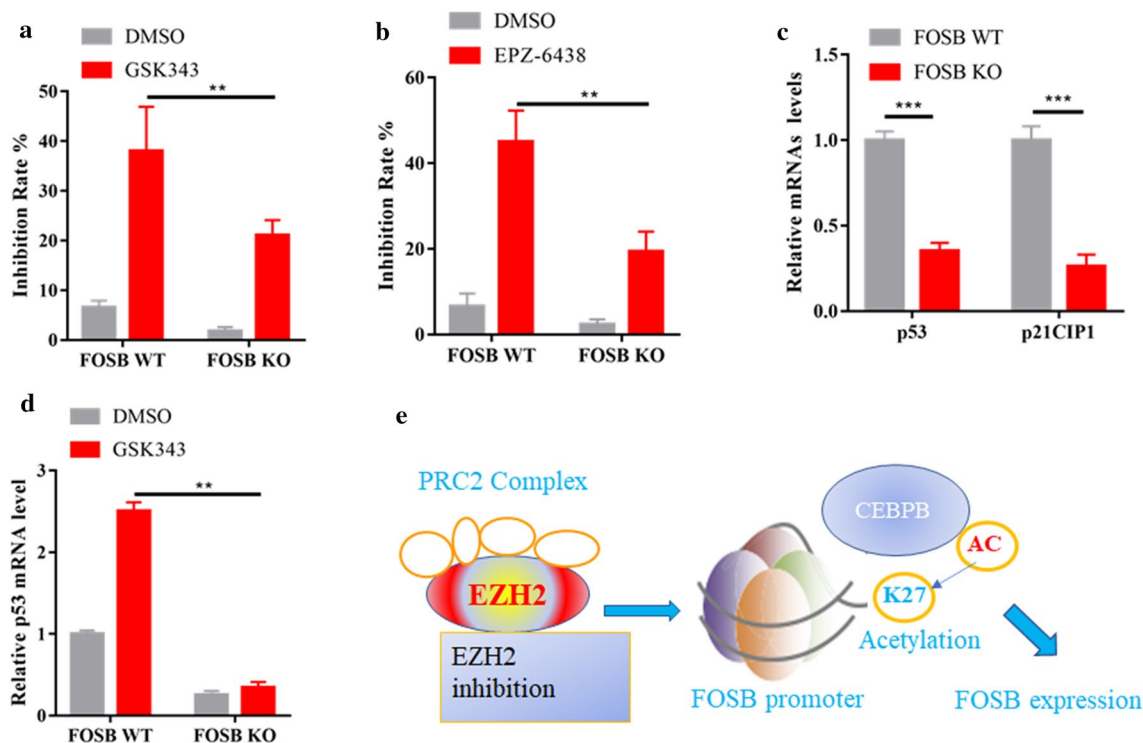 a
DMSO
GSK343
Inhibition Rate %
50
40
30
20
10
0
**
FOSB WT
FOSB KO
b
DMSO
EPZ-6438
Inhibition Rate %
60
40
20
0
**
FOSB WT
FOSB KO
c
FOSB WT
FOSB KO
Relative mRNAs levels
1.5
1.0
0.5
0.0
***
***
p53
p21CIP1
d
DMSO
GSK343
Relative p53 mRNA level
3
2
1
0
**
FOSB WT
FOSB KO
e
PRC2 Complex
EZH2
EZH2
inhibition
CEBPB
AC
K27
Acetylation
FOSB promoter
FOSB expression